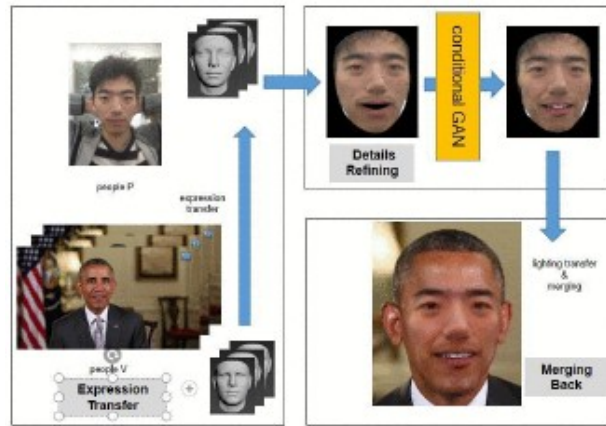 people P
expression
transfer
people V
Expression
Transfer
conditional GAN
Details
Refining
lighting transfer
&
merging
Merging
Back